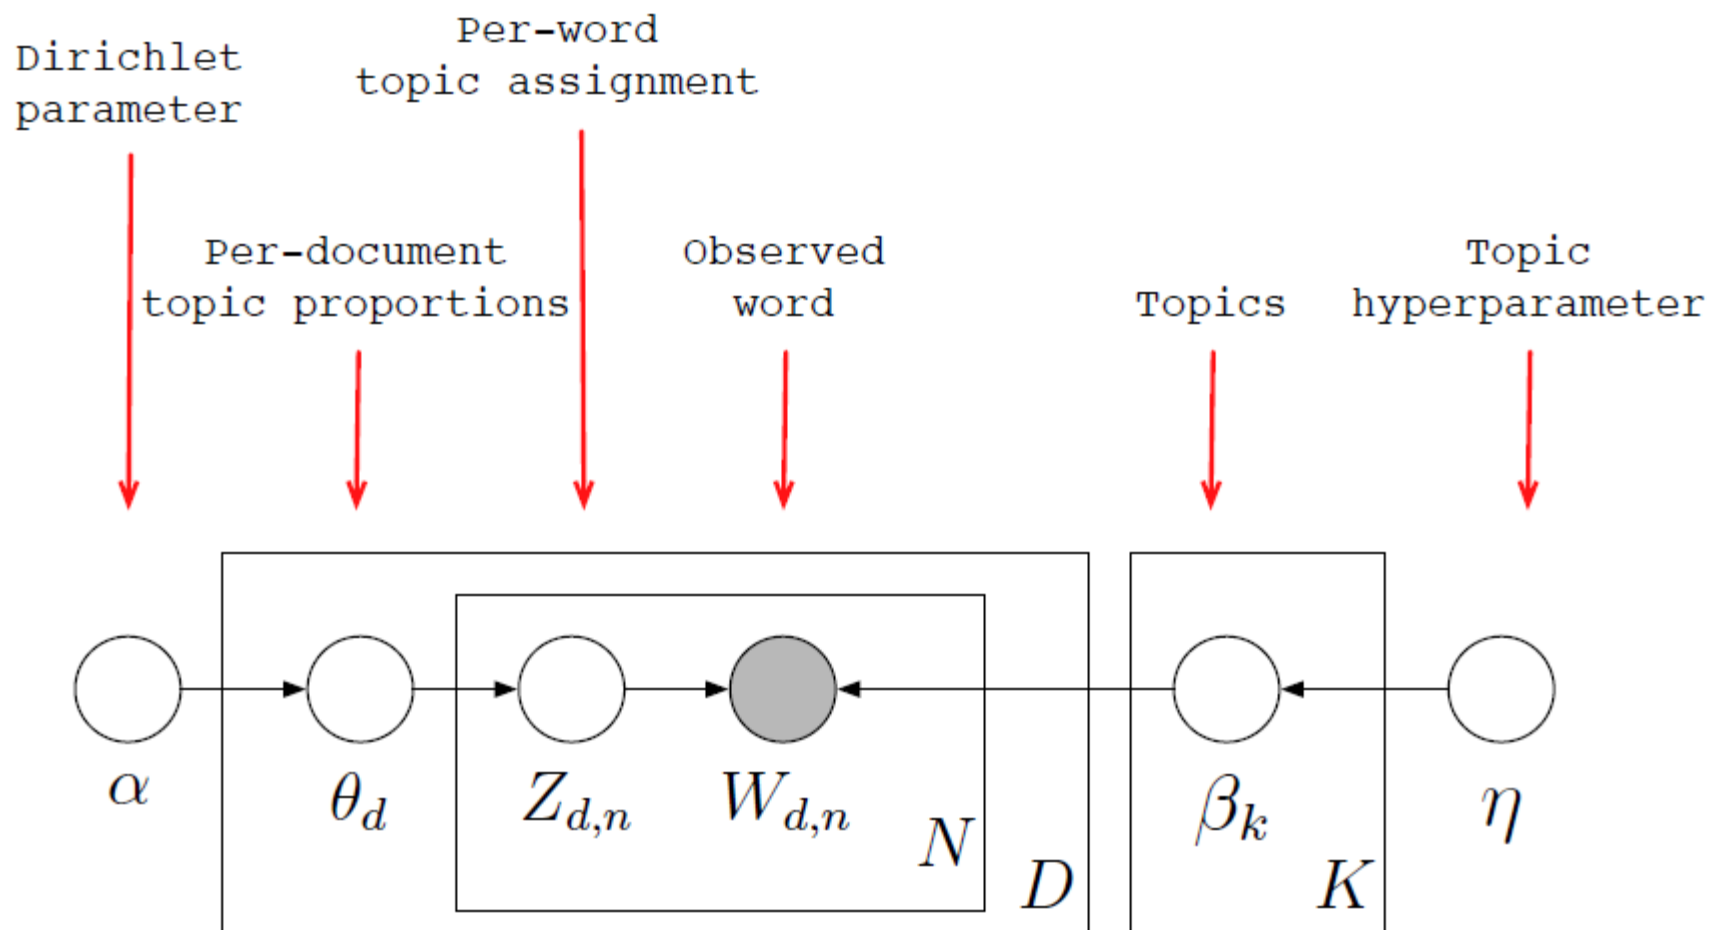 Dirichlet
parameter
Per-word
topic assignment
Per-document
topic proportions
Observed
word
Topics
Topic
hyperparameter
α
θd
Zd,n
Wd,n
N
D
βk
K
η